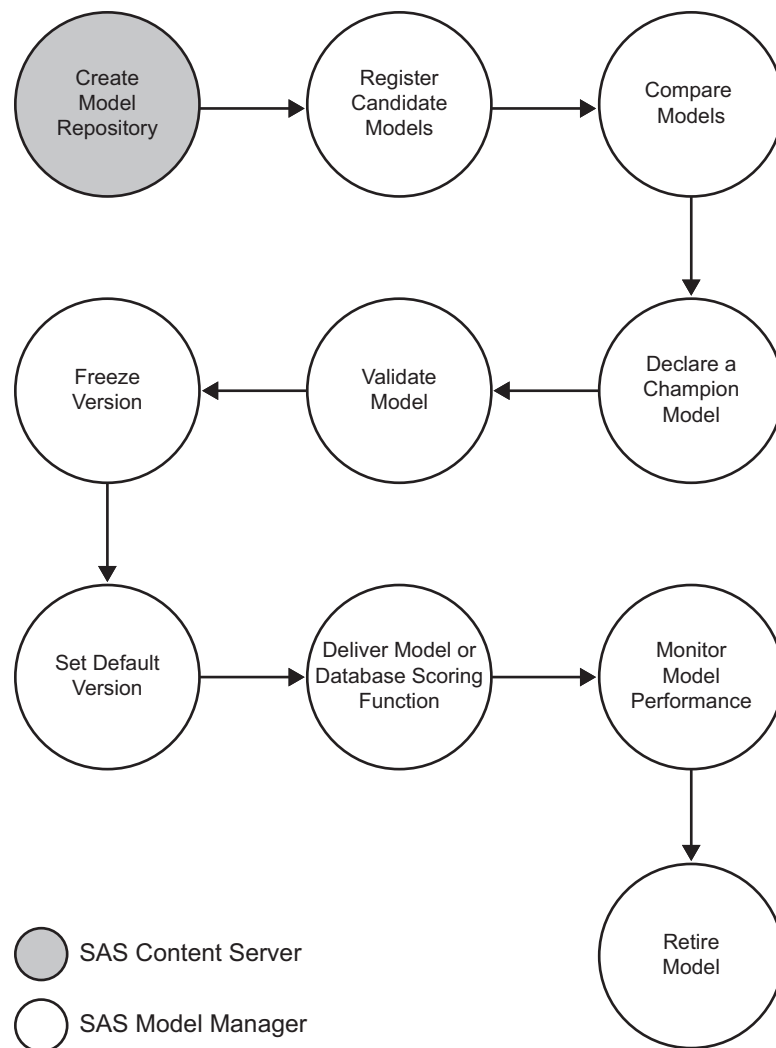 Create
Model
Repository
Register
Candidate
Models
Compare
Models
Declare a
Champion
Model
Validate
Model
Freeze
Version
Set Default
Version
Deliver Model or
Database Scoring
Function
Monitor
Model
Performance
Retire
Model
SAS Content Server
SAS Model Manager